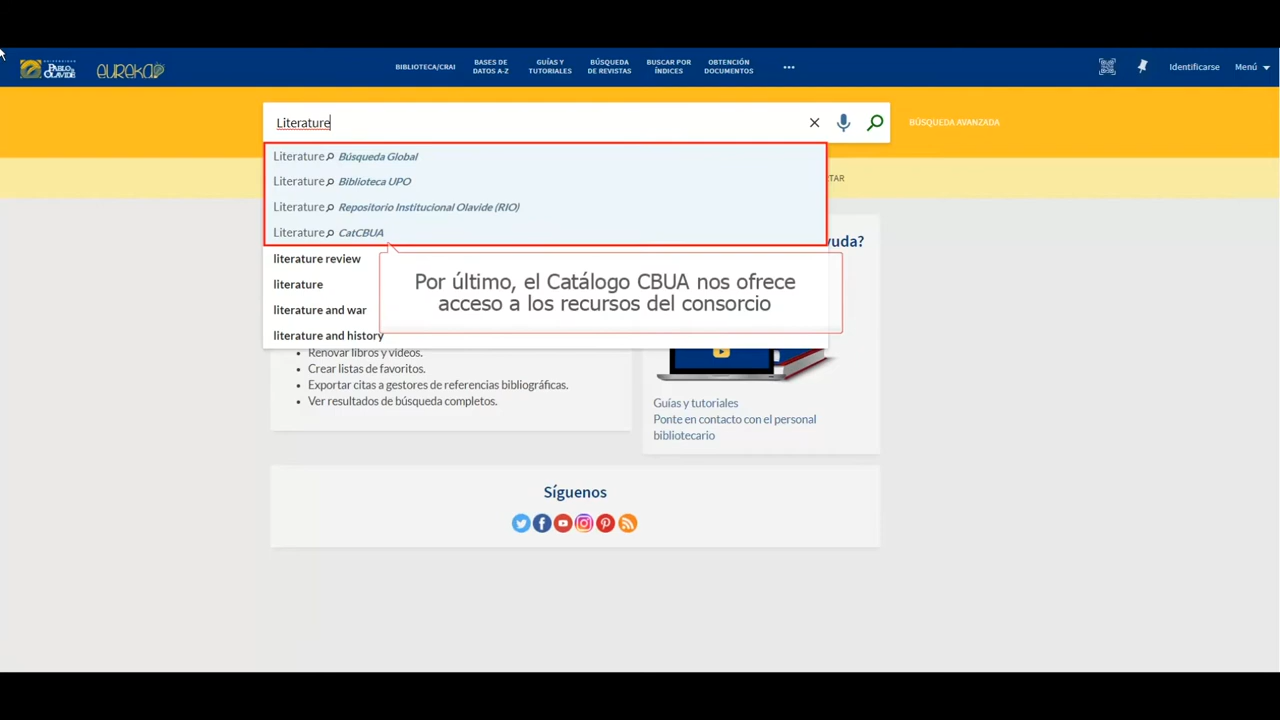 UNIVERSIDAD
PABLO DE
OLAVIDE
eureka
BIBLIOTECA/CRAI
BASES DE
DATOS A-Z
GUÍAS Y
TUTORIALES
BÚSQUEDA
DE REVISTAS
BUSCAR POR
ÍNDICES
OBTENCIÓN
DOCUMENTOS
Identificarse
Menú
Literature
BÚSQUEDA AVANZADA
Literature Búsqueda Global
Literature Biblioteca UPO
TAR
Literature Repositorio Institucional Olavide (RIO)
Literature CatCBUA
yuda?
literature review
literature
literature and war
literature and history
Por último, el Catálogo CBUA nos ofrece
acceso a los recursos del consorcio
• Renovar libros y vídeos.
• Crear listas de favoritos.
• Exportar citas a gestores de referencias bibliográficas.
• Ver resultados de búsqueda completos.
Guías y tutoriales
Ponte en contacto con el personal
bibliotecario
Síguenos